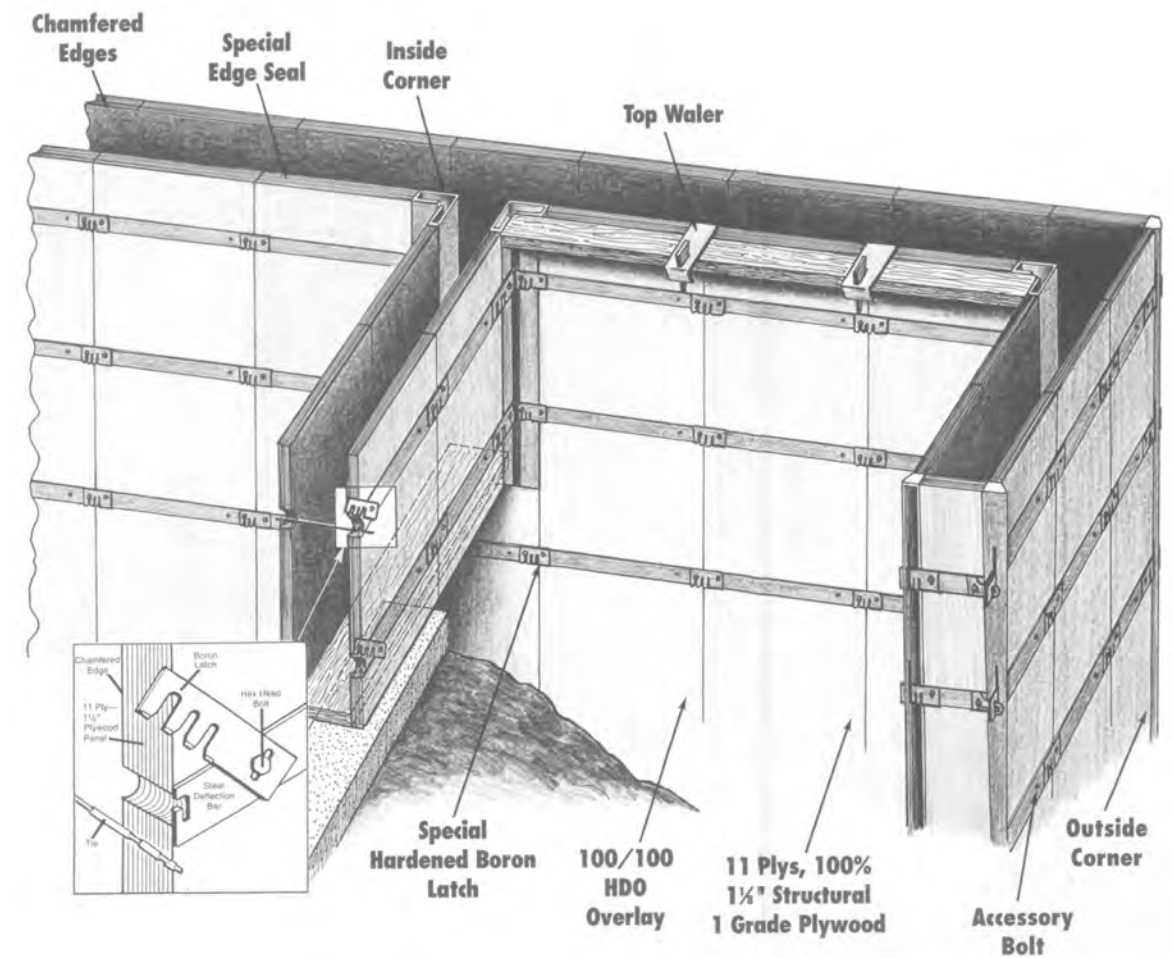 Chamfered
Edges
Special
Edge Seal
Inside
Corner
Top Waler
Chamfered
Edge
Boron
Latch
11 Ply—
1⅛"
Plywood
Panel
Hex Head
Bolt
Steel
Deflection
Bar
Tie
Special
Hardened Boron
Latch
100/100
HDO
Overlay
11 Plys, 100%
1⅛" Structural
1 Grade Plywood
Accessory
Bolt
Outside
Corner